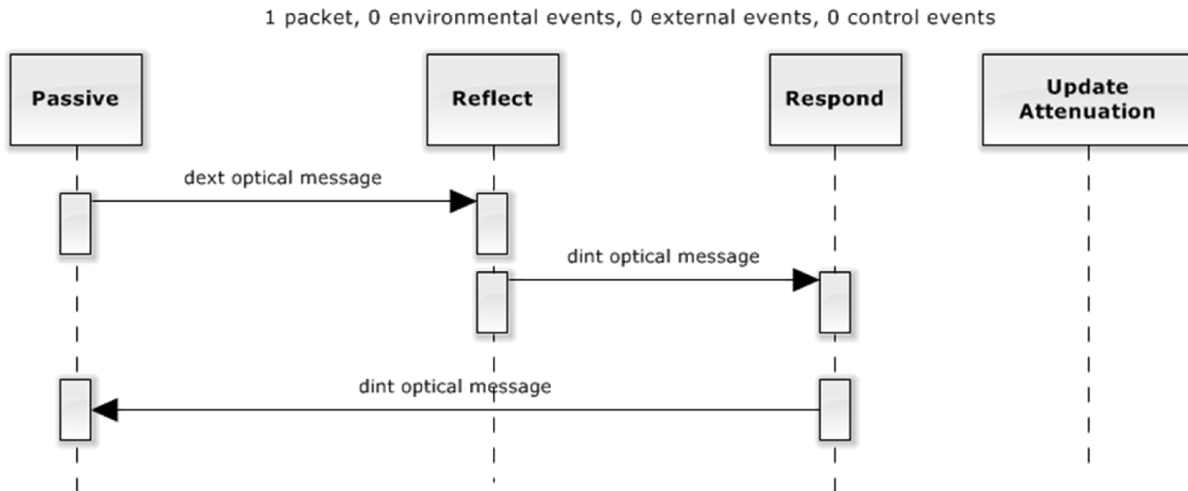 1 packet, 0 environmental events, 0 external events, 0 control events
Passive
Reflect
Respond
Update
Attenuation
dext optical message
dint optical message
dint optical message